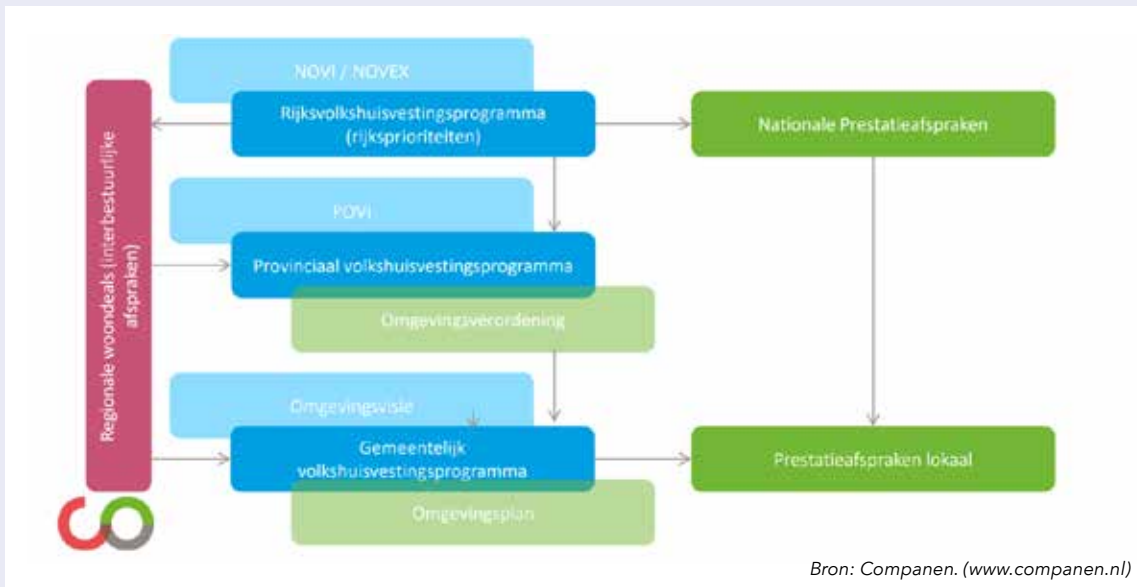 NOVI / NOVEX
Rijksvolkshuisvestingsprogramma
(rijksprioriteiten)
Nationale Prestatieafspraken
Regionale woondeals (interbestuurlijke
afspraken)
POVI
Provinciaal volkshuisvestingsprogramma
Omgevingsverordening
Omgevingsvisie
Gemeentelijk
volkshuisvestingsprogramma
Prestatieafspraken lokaal
Omgevingsplan
Bron: Companen. (www.companen.nl)